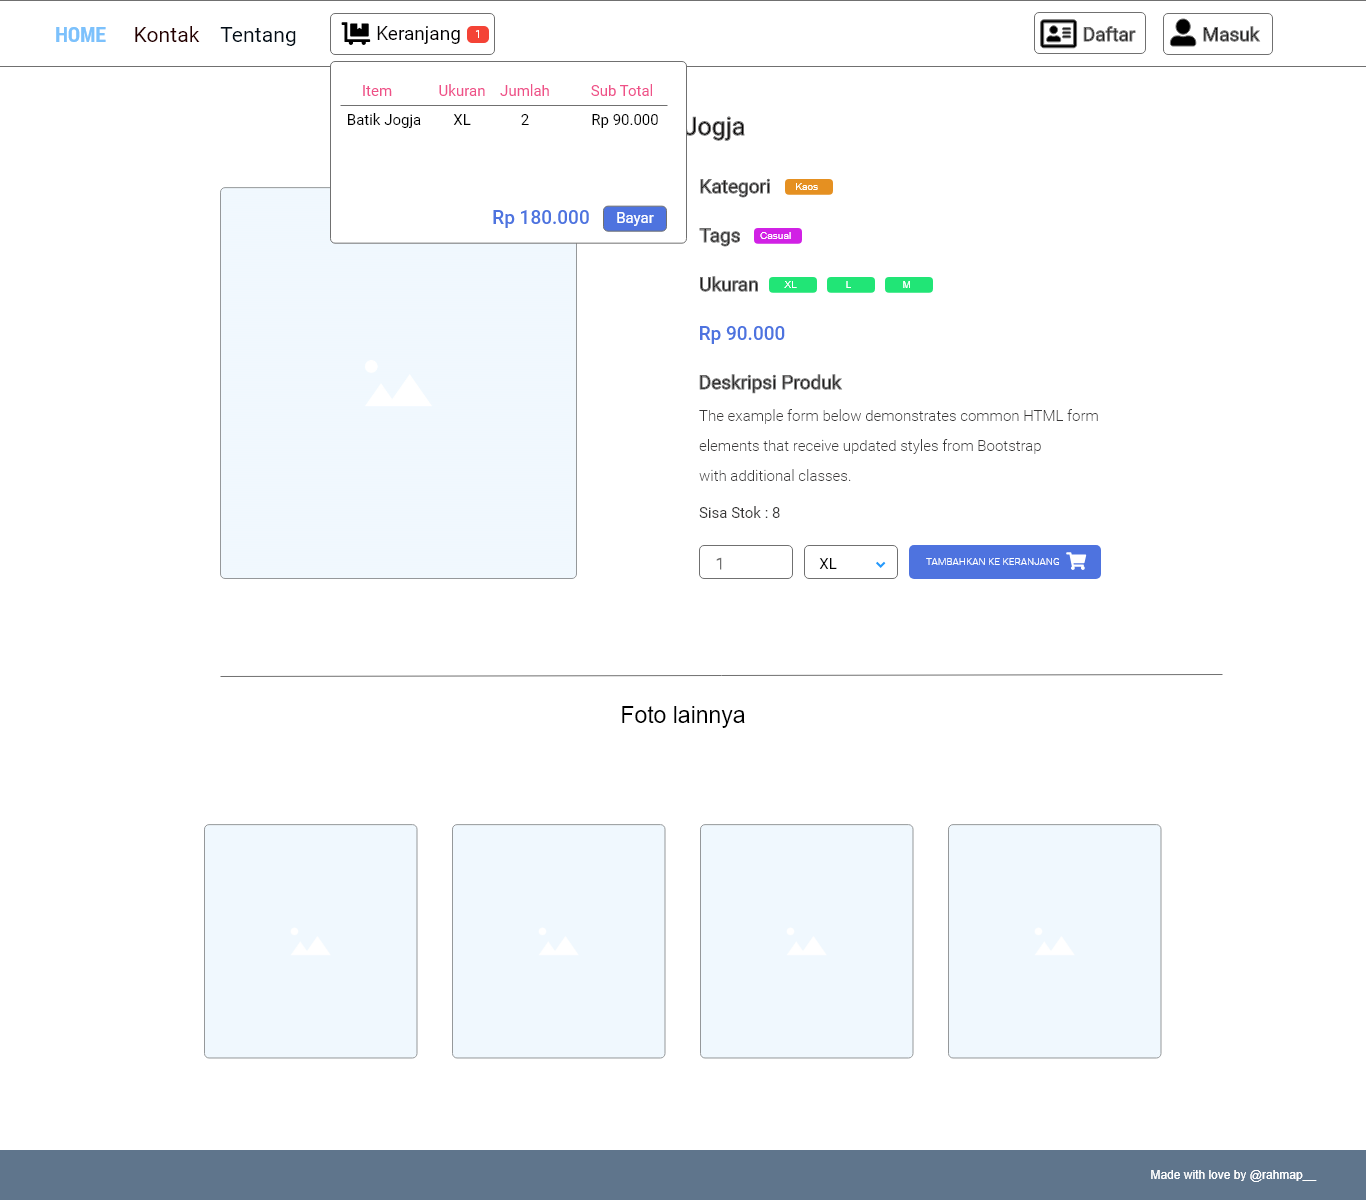 HOME Kontak Tentang Keranjang 1 Daftar Masuk
Item Ukuran Jumlah Sub Total
Batik Jogja XL 2 Rp 90.000
Rp 180.000 Bayar
Jogja
Kategori Kaos
Tags Casual
Ukuran XL L M
Rp 90.000
Deskripsi Produk
The example form below demonstrates common HTML form
elements that receive updated styles from Bootstrap
with additional classes.
Sisa Stok : 8
1 XL TAMBAHKAN KE KERANJANG
Foto lainnya
Made with love by @rahmap__